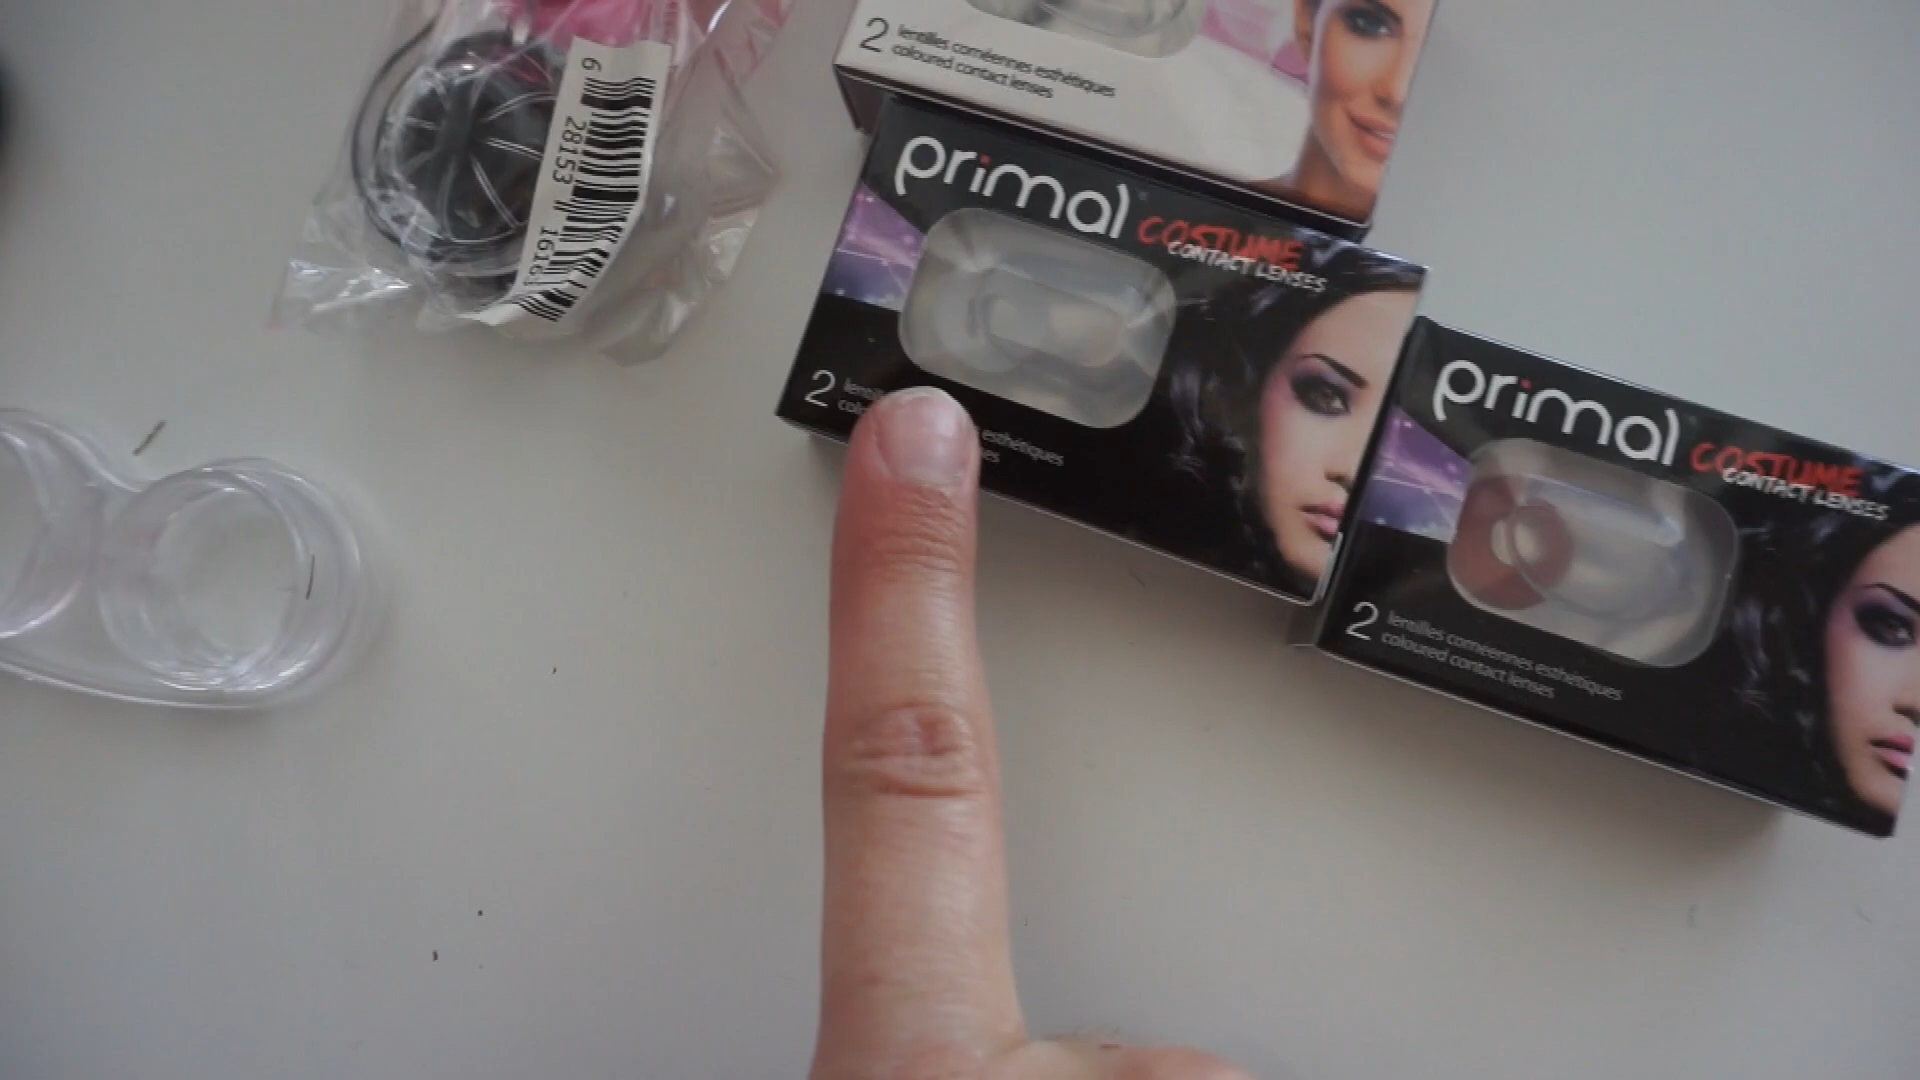 2 lentilles cornéennes esthétiques
coloured contact lenses
6 28153
primal COSTUME
CONTACT LENSES
2
esthétiques
primal COSTUME
CONTACT LENSES
2 lentilles cornéennes esthétiques
coloured contact lenses